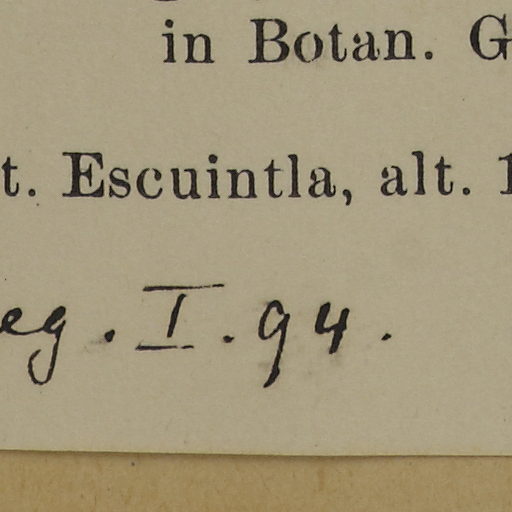 in Botan. G
t. Escuintla, alt. 1
eg. I. 94.